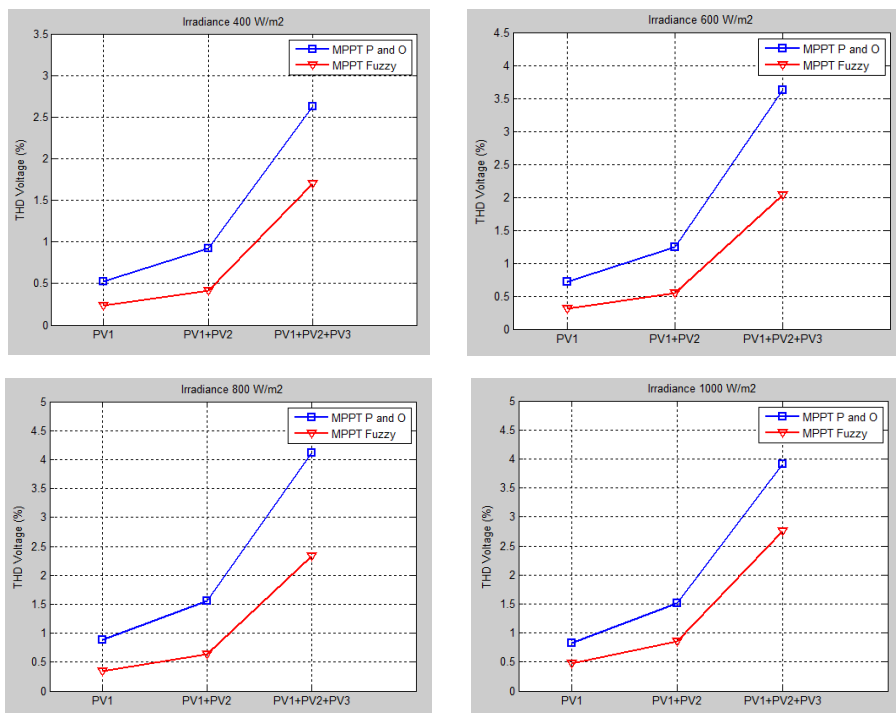 Irradiance 400 W/m2
3.5
3
2.5
2
1.5
1
0.5
0
THD Voltage (%)
MPPT P and O
MPPT Fuzzy
PV1
PV1+PV2
PV1+PV2+PV3
Irradiance 600 W/m2
4.5
4
3.5
3
2.5
2
1.5
1
0.5
0
THD Voltage (%)
MPPT P and O
MPPT Fuzzy
PV1
PV1+PV2
PV1+PV2+PV3
Irradiance 800 W/m2
5
4.5
4
3.5
3
2.5
2
1.5
1
0.5
0
THD Voltage (%)
MPPT P and O
MPPT Fuzzy
PV1
PV1+PV2
PV1+PV2+PV3
Irradiance 1000 W/m2
5
4.5
4
3.5
3
2.5
2
1.5
1
0.5
0
THD Voltage (%)
MPPT P and O
MPPT Fuzzy
PV1
PV1+PV2
PV1+PV2+PV3